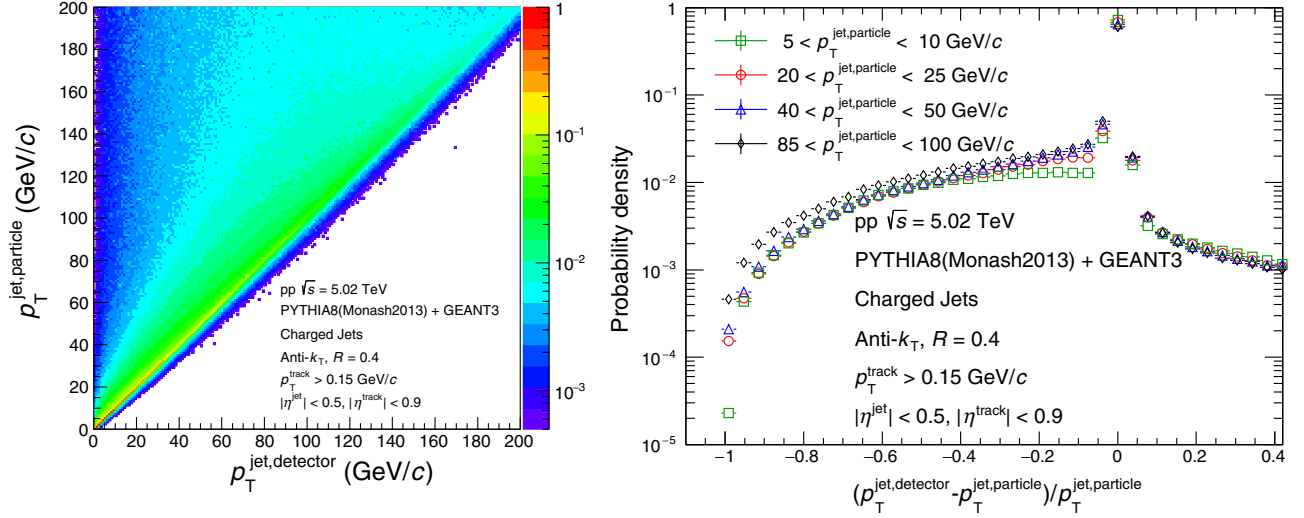 200
180
160
140
120
100
80
60
40
20
0
p_T^jet,particle (GeV/c)
pp √s = 5.02 TeV
PYTHIA8(Monash2013) + GEANT3
Charged Jets
Anti-k_T, R = 0.4
p_T^track > 0.15 GeV/c
|η^jet| < 0.5, |η^track| < 0.9
0 20 40 60 80 100 120 140 160 180 200
p_T^jet,detector (GeV/c)
1
10^−1
10^−2
10^−3
Probability density
1
10^−1
10^−2
10^−3
10^−4
10^−5
5 < p_T^jet,particle < 10 GeV/c
20 < p_T^jet,particle < 25 GeV/c
40 < p_T^jet,particle < 50 GeV/c
85 < p_T^jet,particle < 100 GeV/c
pp √s = 5.02 TeV
PYTHIA8(Monash2013) + GEANT3
Charged Jets
Anti-k_T, R = 0.4
p_T^track > 0.15 GeV/c
|η^jet| < 0.5, |η^track| < 0.9
−1 −0.8 −0.6 −0.4 −0.2 0 0.2 0.4
(p_T^jet,detector - p_T^jet,particle)/p_T^jet,particle